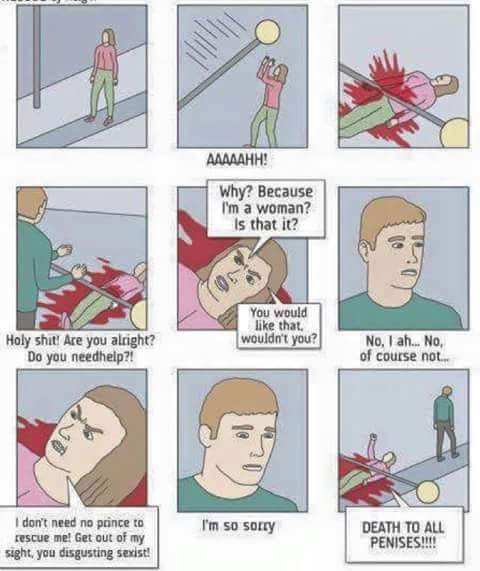 AAAAAHH!
Holy shit! Are you alright?
Do you needhelp?!
Why? Because
I'm a woman?
Is that it?
You would
like that,
wouldn't you?
No, I ah... No,
of course not...
I don't need no prince to
rescue me! Get out of my
sight, you disgusting sexist!
I'm so sorry
DEATH TO ALL
PENISES!!!!